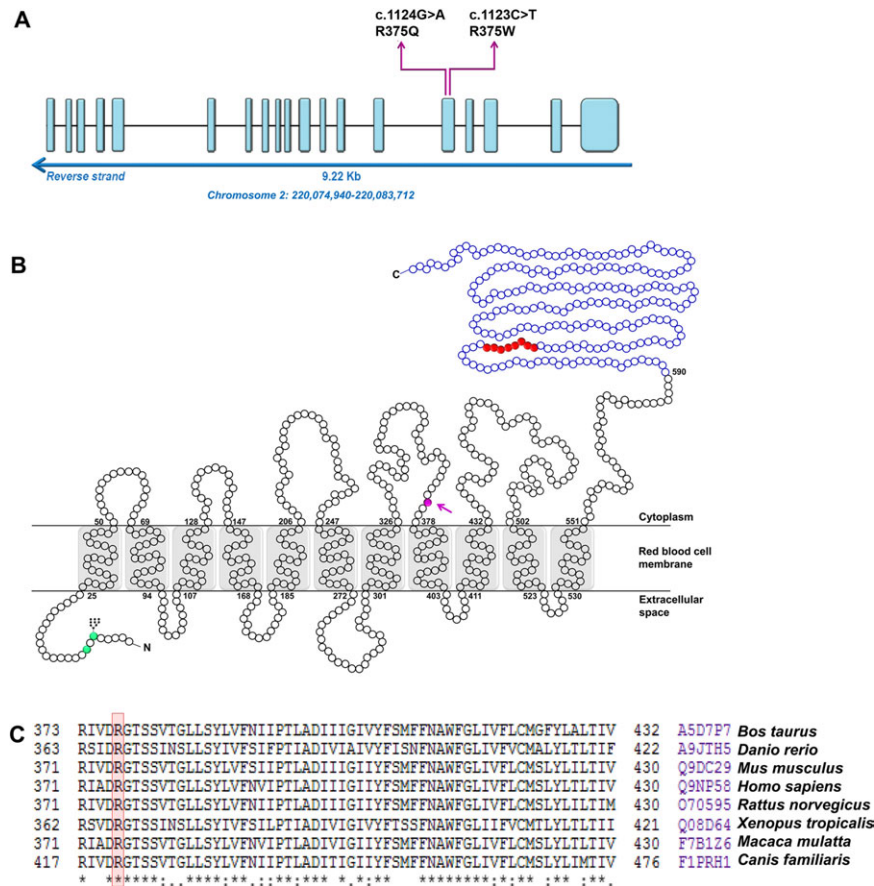 A
c.1124G>A c.1123C>T
R375Q R375W
Reverse strand 9.22 Kb
Chromosome 2: 220,074,940-220,083,712
B
C
590
50 69 128 147 206 247 326 378 432 502 551
Cytoplasm
Red blood cell
membrane
25 94 107 168 185 272 301 403 411 523 530
Extracellular
space
N
C
373 RIVDRGTSSVTGLLSYLVFNIIPTLADIIIGIVYFSMFFNAWFGLIVFLCMGFYLALTIV 432 A5D7P7 Bos taurus
363 RSIDRGTSSINSLLSYIVFSIFPTIADIVIAIVYFISNFNAWFGLIVFVCMALYLTLTIF 422 A9JTH5 Danio rerio
371 RIVDRGTSSVTGLLSYLVFSIIPTLADIIIGIIYFSMFFNAWFGLIVFLCMSLYLTLTIV 430 Q9DC29 Mus musculus
371 RIADRGTSSVTGLLSYLVFNVIPTLADIIIGIIYFSMFFNAWFGLIVFLCMSLYLTLTIV 430 Q9NP58 Homo sapiens
371 RIVDRGTSSVTGLLSYLVFNIIPTLADIIIGIIYFSMFFNAWFGLIVFLCMSLYLILTIM 430 O70595 Rattus norvegicus
362 RSVDRGTSSINSLLSYLVFSILPTLADIVIGIVYFTSSFNAWFGLIIFVCMTLYLILTII 421 Q08D64 Xenopus tropicalis
371 RIADRGTSSVTGLLSYLVFNVIPTLADIIIGIIYFSMFFNAWFGLIVFLCMSLYLTLTIV 430 F7B1Z6 Macaca mulatta
417 RIVDRGTSSVTGLLSYLVFNIIPTLADIIIGIIYFSMFFNAWFGLIVFLCMSLYLIMTIV 476 F1PRH1 Canis familiaris